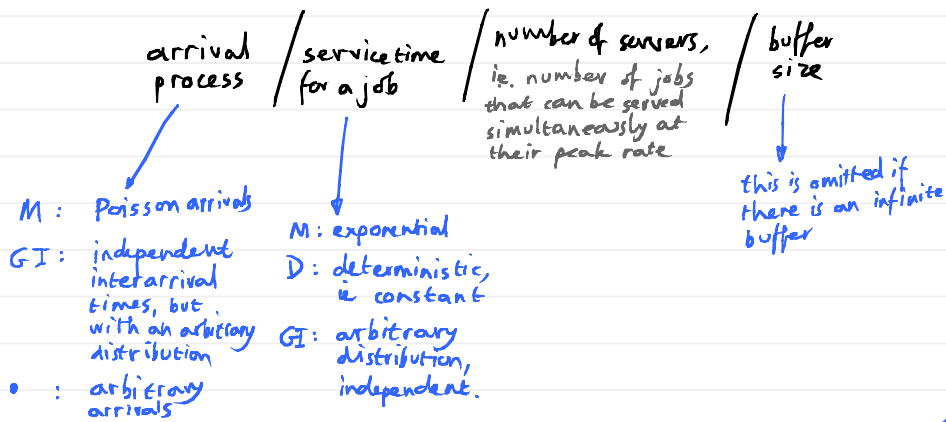 arrival
process
/
service time
for a job
/
number of servers,
i.e. number of jobs
that can be served
simultaneously at
their peak rate
/
buffer
size
M: Poisson arrivals
GI: independent
interarrival
times, but
with an arbitrary
distribution
• : arbitrary
arrivals
M: exponential
D: deterministic,
ie constant
GI: arbitrary
distribution,
independent.
this is omitted if
there is an infinite
buffer